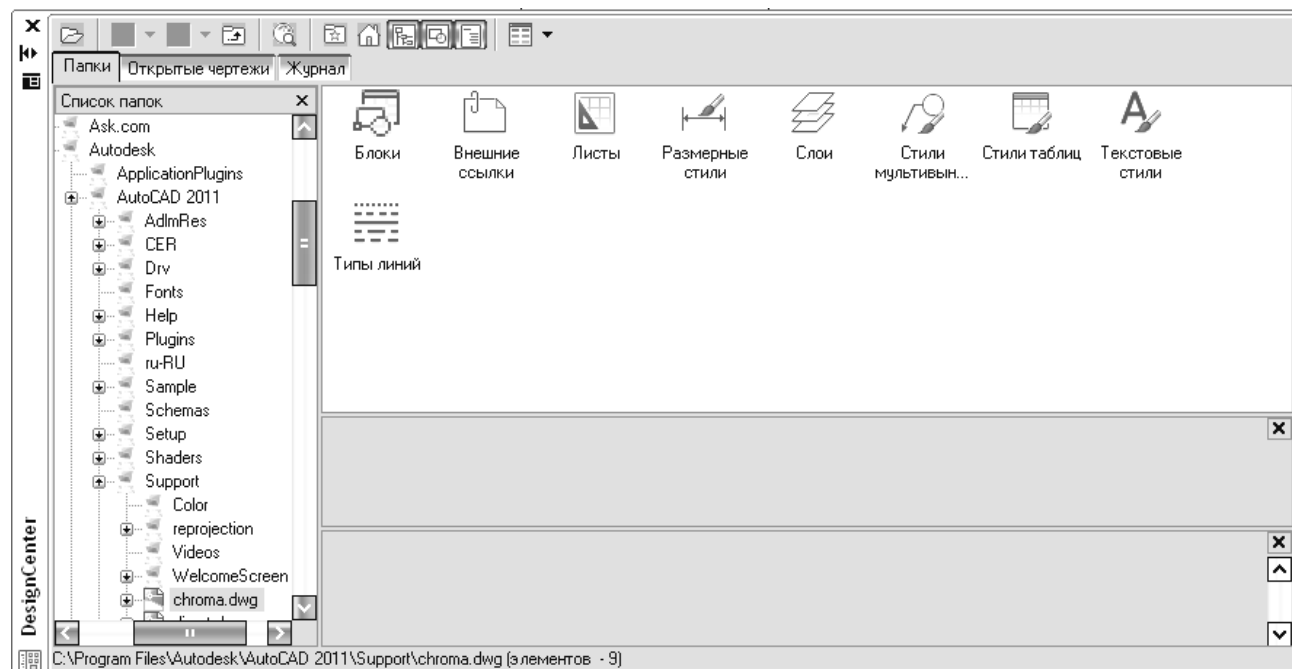 Папки
Открытые чертежи
Журнал
Список папок
Ask.com
Autodesk
ApplicationPlugins
AutoCAD 2011
AdlmRes
CER
Drv
Fonts
Help
Plugins
ru-RU
Sample
Schemas
Setup
Shaders
Support
Color
reprojection
Videos
WelcomeScreen
chroma.dwg
Блоки
Внешние
ссылки
Листы
Размерные
стили
Слои
Стили
мультивын...
Стили таблиц
Текстовые
стили
Типы линий
DesignCenter
C:\Program Files\Autodesk\AutoCAD 2011\Support\chroma.dwg (элементов - 9)